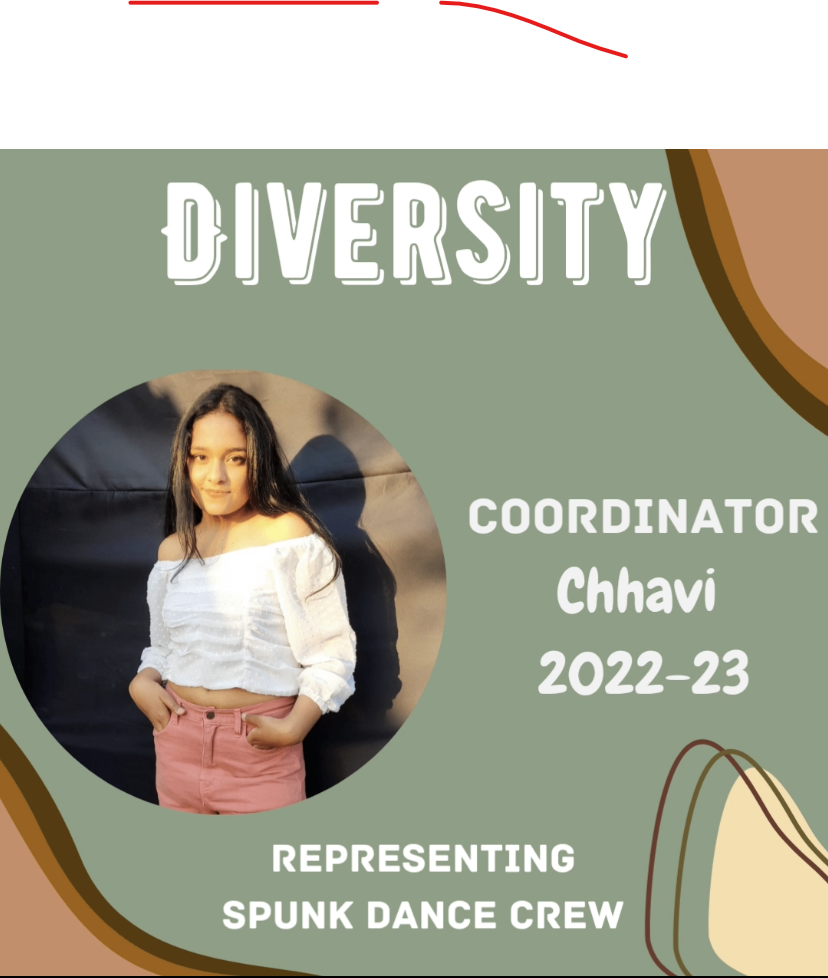 DIVERSITY
COORDINATOR
Chhavi
2022-23
REPRESENTING
SPUNK DANCE CREW